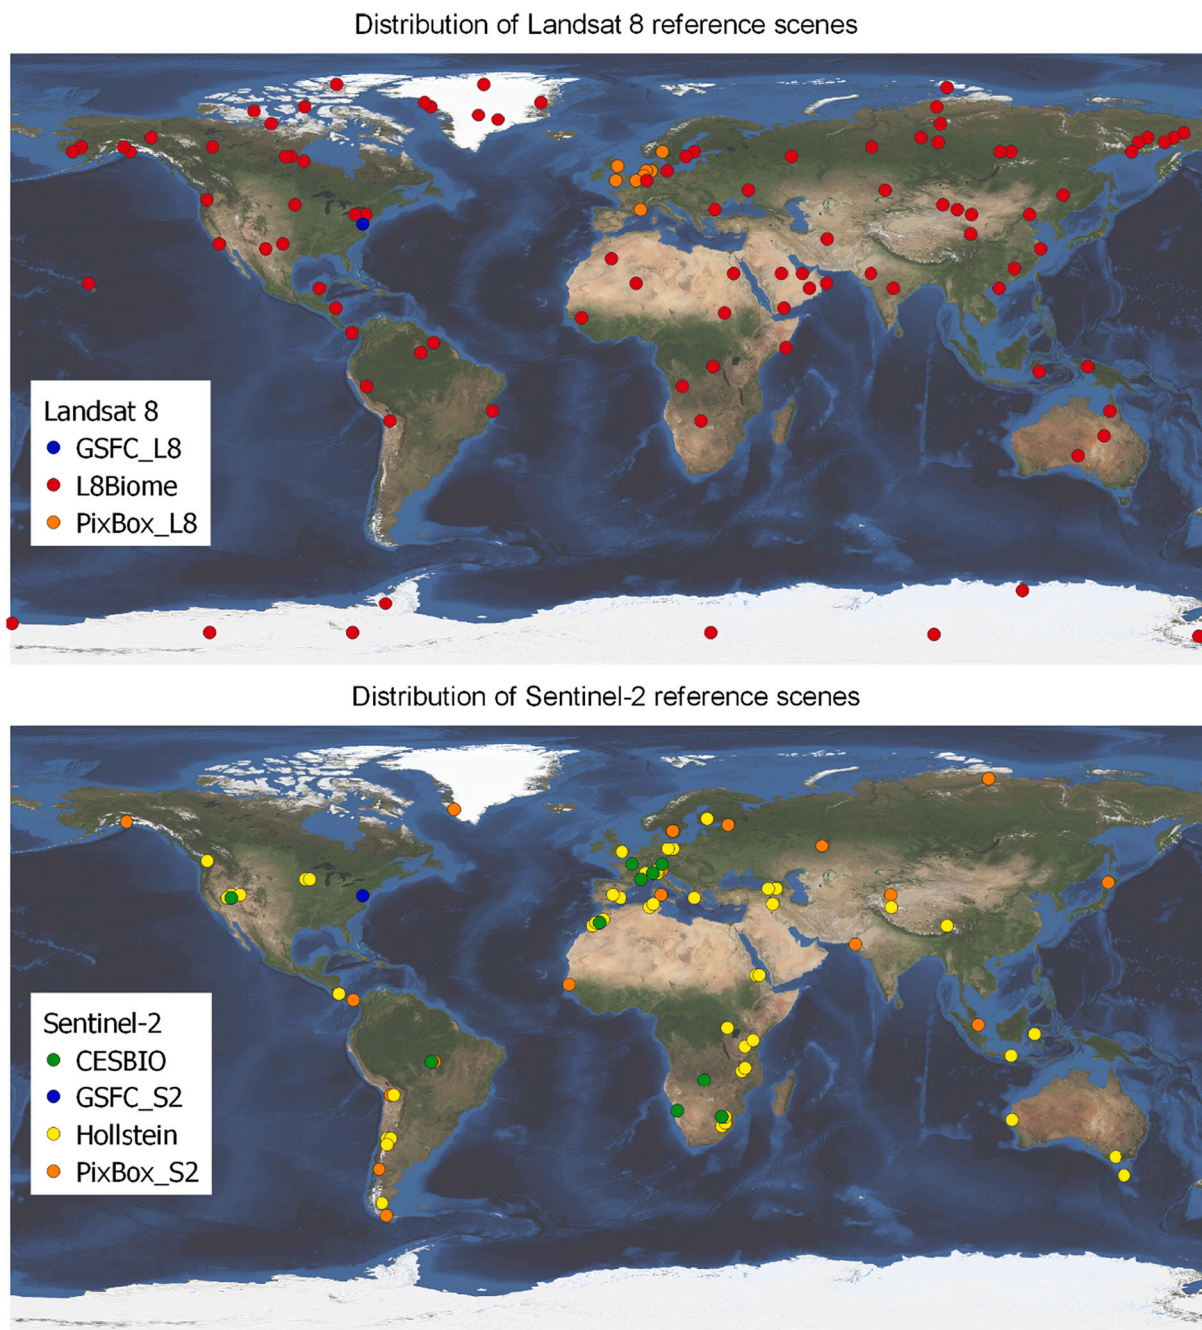 Distribution of Landsat 8 reference scenes
Landsat 8
GSFC_L8
L8Biome
PixBox_L8
Distribution of Sentinel-2 reference scenes
Sentinel-2
CESBIO
GSFC_S2
Hollstein
PixBox_S2